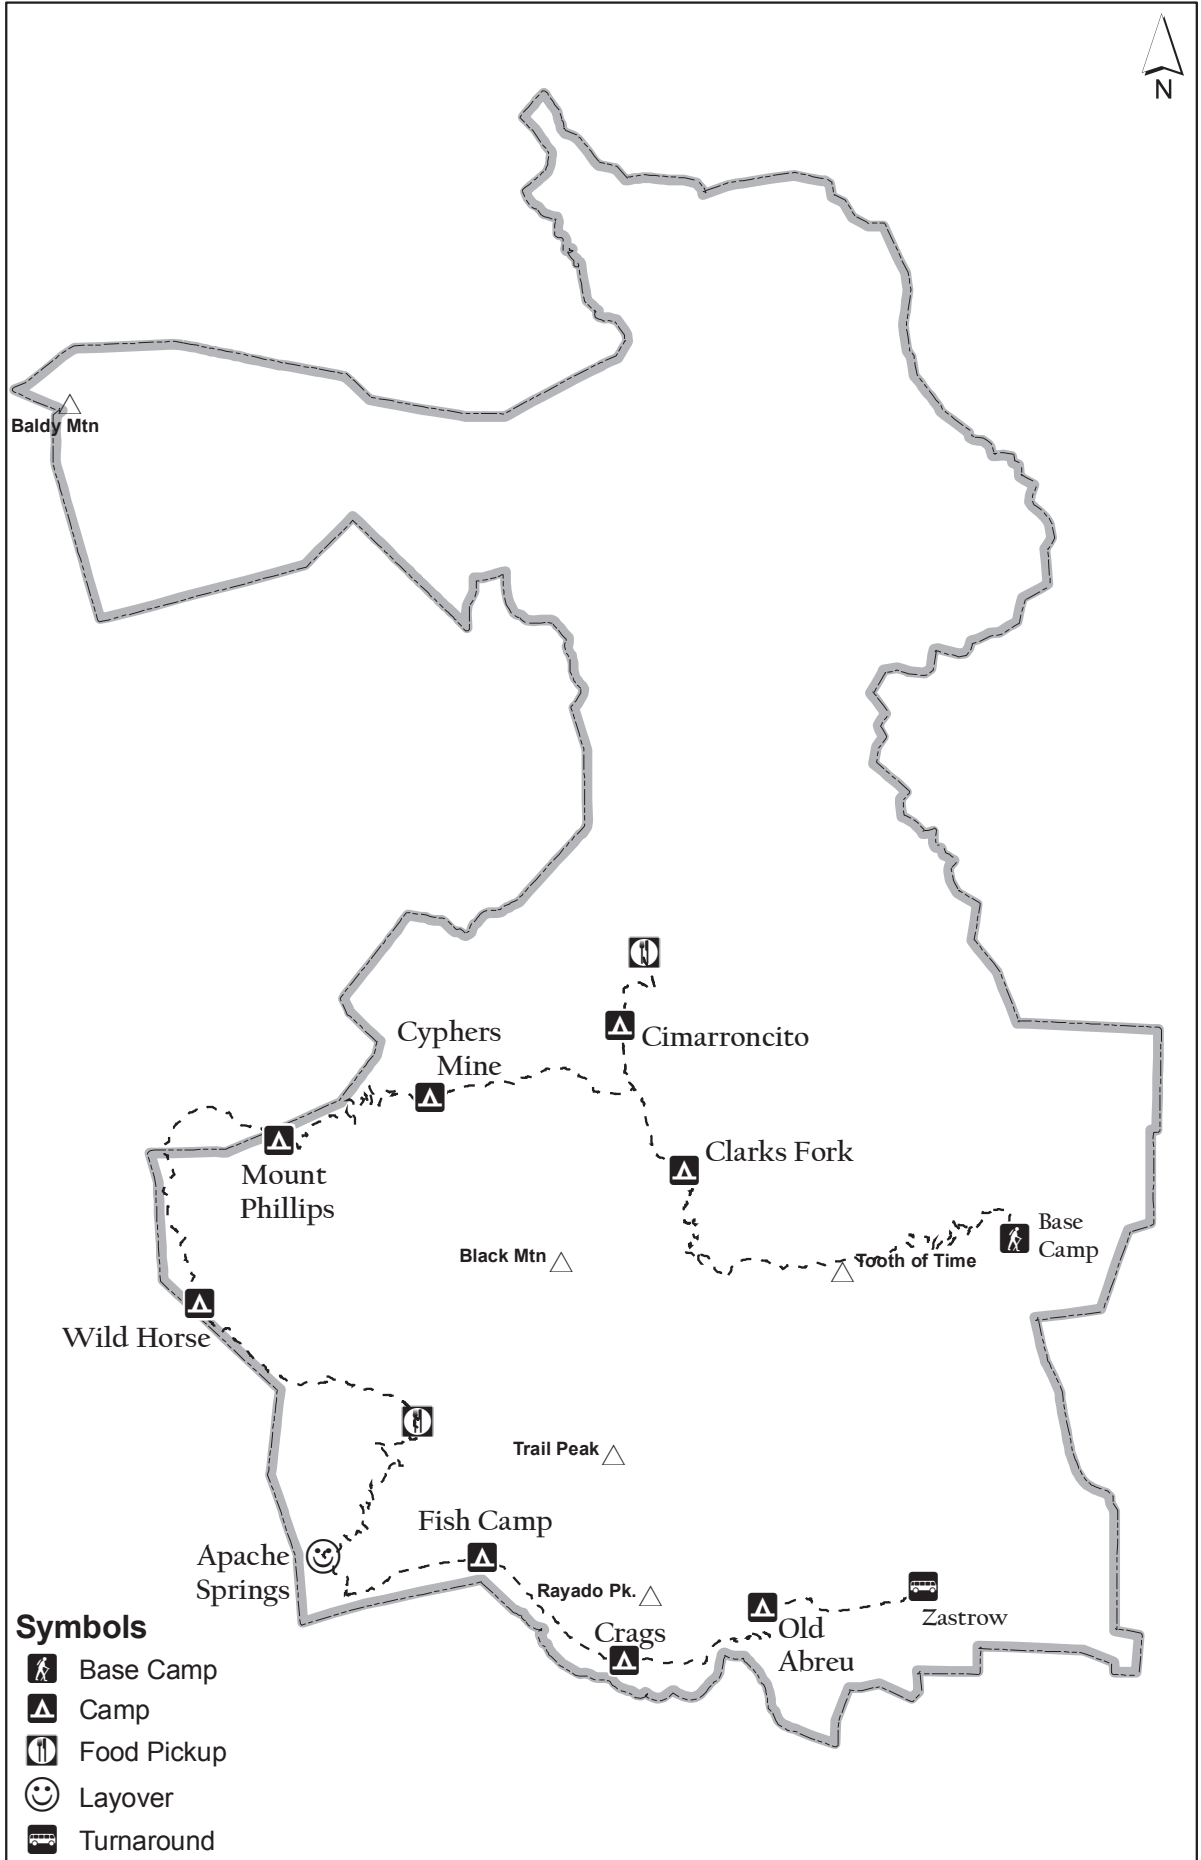 N
Baldy Mtn
Cyphers
Mine
Cimarroncito
Clarks Fork
Mount
Phillips
Base
Camp
Black Mtn
Tooth of Time
Wild Horse
Trail Peak
Fish Camp
Apache
Springs
Rayado Pk.
Zastrow
Crags
Old
Abreu
Symbols
Base Camp
Camp
Food Pickup
Layover
Turnaround